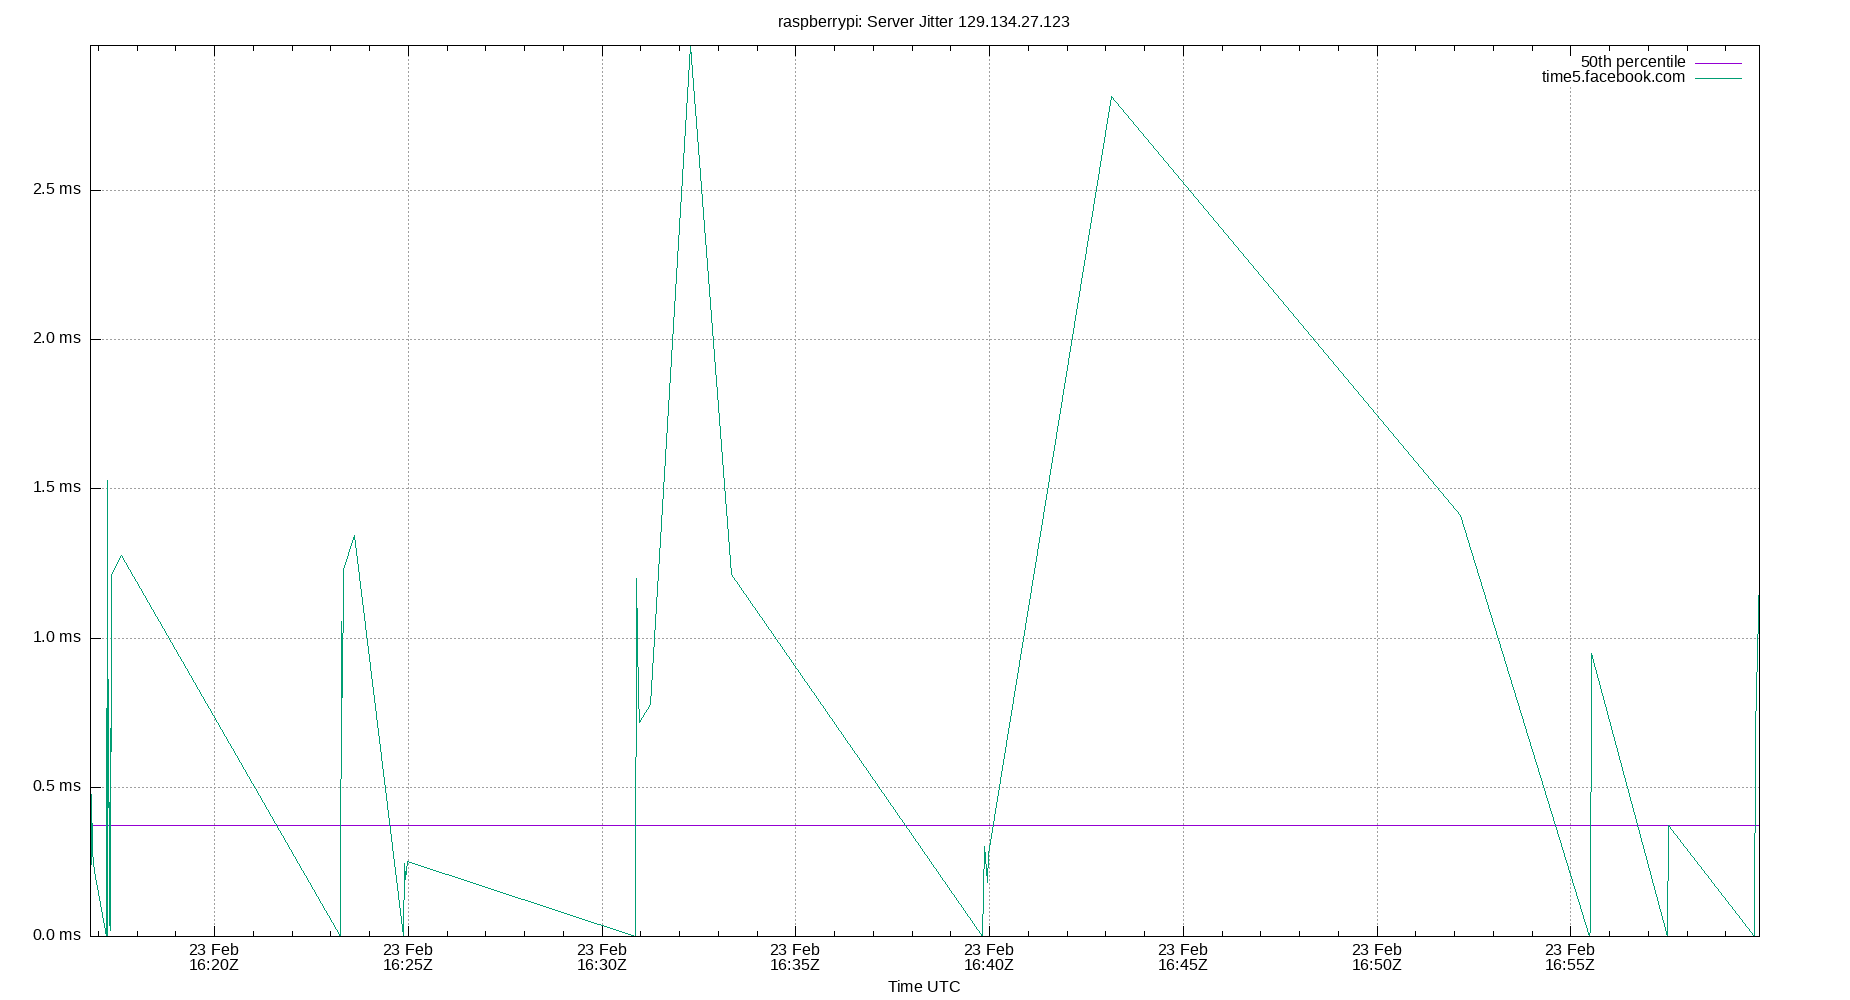 raspberrypi: Server Jitter 129.134.27.123
50th percentile
time5.facebook.com
2.5 ms
2.0 ms
1.5 ms
1.0 ms
0.5 ms
0.0 ms
23 Feb 23 Feb 23 Feb 23 Feb 23 Feb 23 Feb 23 Feb 23 Feb
16:20Z 16:25Z 16:30Z 16:35Z 16:40Z 16:45Z 16:50Z 16:55Z
Time UTC